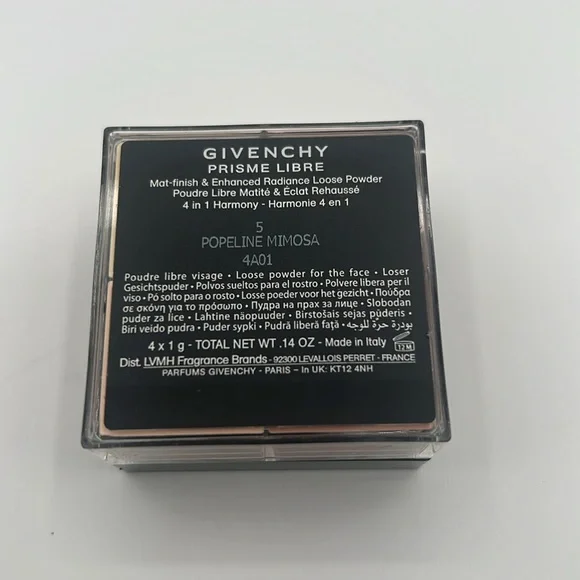 GIVENCHY
PRISME LIBRE
Mat-finish & Enhanced Radiance Loose Powder
Poudre Libre Matité & Éclat Rehaussé
4 in 1 Harmony - Harmonie 4 en 1
5
POPELINE MIMOSA
4A01
Poudre libre visage • Loose powder for the face • Loser
Gesichtspuder • Polvos sueltos para el rostro • Polvere libera per il
viso • Pó solto para o rosto • Losse poeder voor het gezicht • Πούδρα
σε σκόνη για το πρόσωπο • Пудра на прах за лице • Slobodan
puder za lice • Lahtine näopuuder • Birstošais sejas pūderis •
Biri veido pudra • Puder sypki • Pudră liberă faţă • بودرة حرة للوجه
4 x 1 g - TOTAL NET WT .14 OZ - Made in Italy 12M
Dist. LVMH Fragrance Brands - 92300 LEVALLOIS PERRET - FRANCE
PARFUMS GIVENCHY - PARIS ~ In UK: KT12 4NH